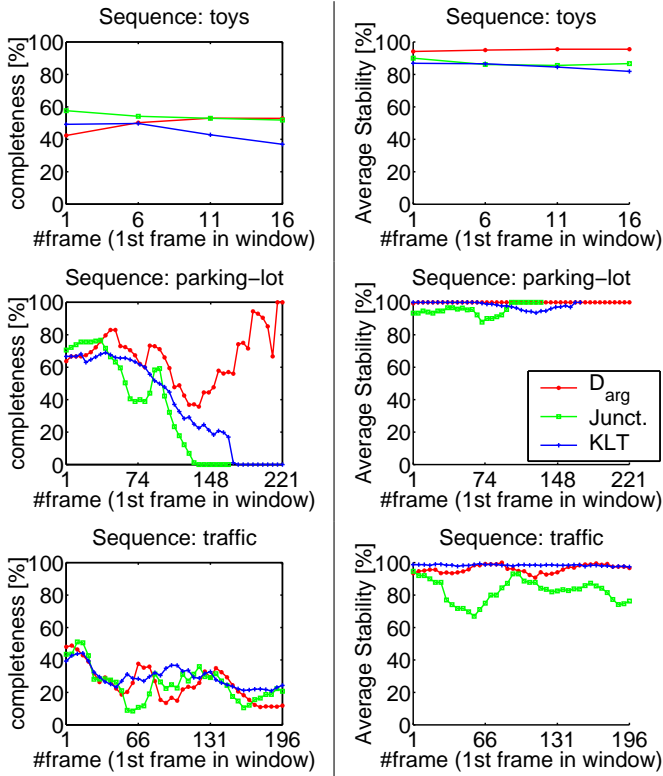 Sequence: toys
completeness [%]
100
80
60
40
20
0
1 6 11 16
#frame (1st frame in window)
Sequence: toys
Average Stability [%]
100
80
60
40
20
0
1 6 11 16
#frame (1st frame in window)
Sequence: parking-lot
completeness [%]
100
80
60
40
20
0
1 74 148 221
#frame (1st frame in window)
Sequence: parking-lot
Average Stability [%]
100
80
60
40
20
0
1 74 148 221
#frame (1st frame in window)
D_arg
Junct.
KLT
Sequence: traffic
completeness [%]
100
80
60
40
20
0
1 66 131 196
#frame (1st frame in window)
Sequence: traffic
Average Stability [%]
100
80
60
40
20
0
1 66 131 196
#frame (1st frame in window)